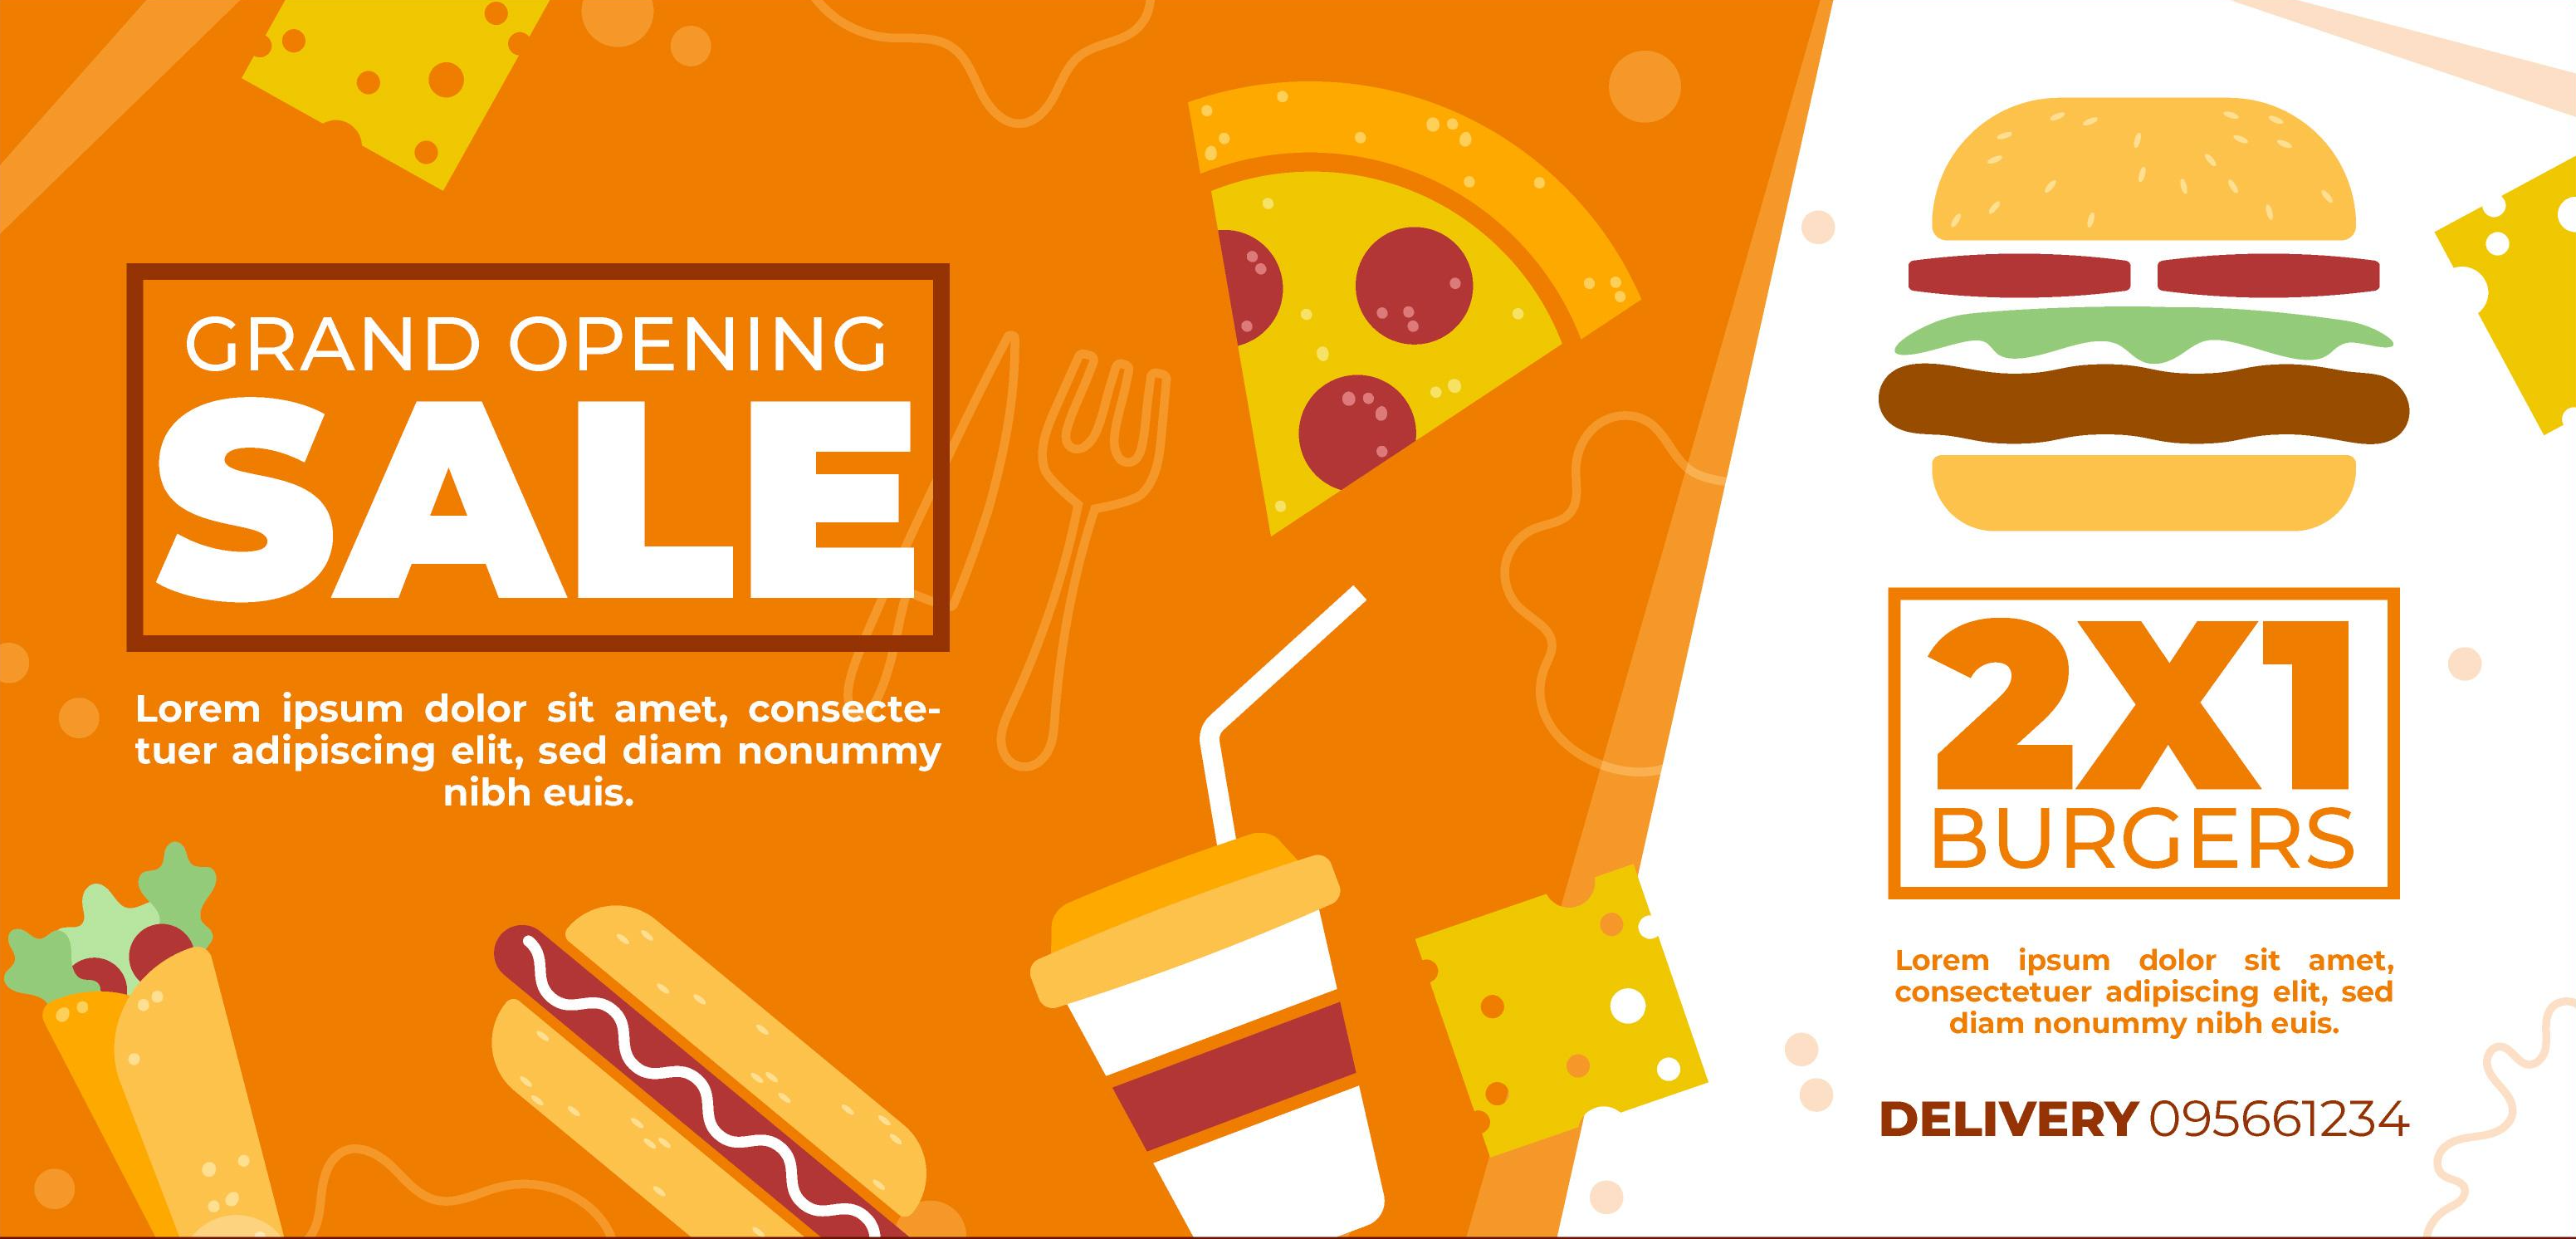 GRAND OPENING
SALE
Lorem ipsum dolor sit amet, consecte-
tuer adipiscing elit, sed diam nonummy
nibh euis.
2X1
BURGERS
Lorem ipsum dolor sit amet,
consectetuer adipiscing elit, sed
diam nonummy nibh euis.
DELIVERY 095661234